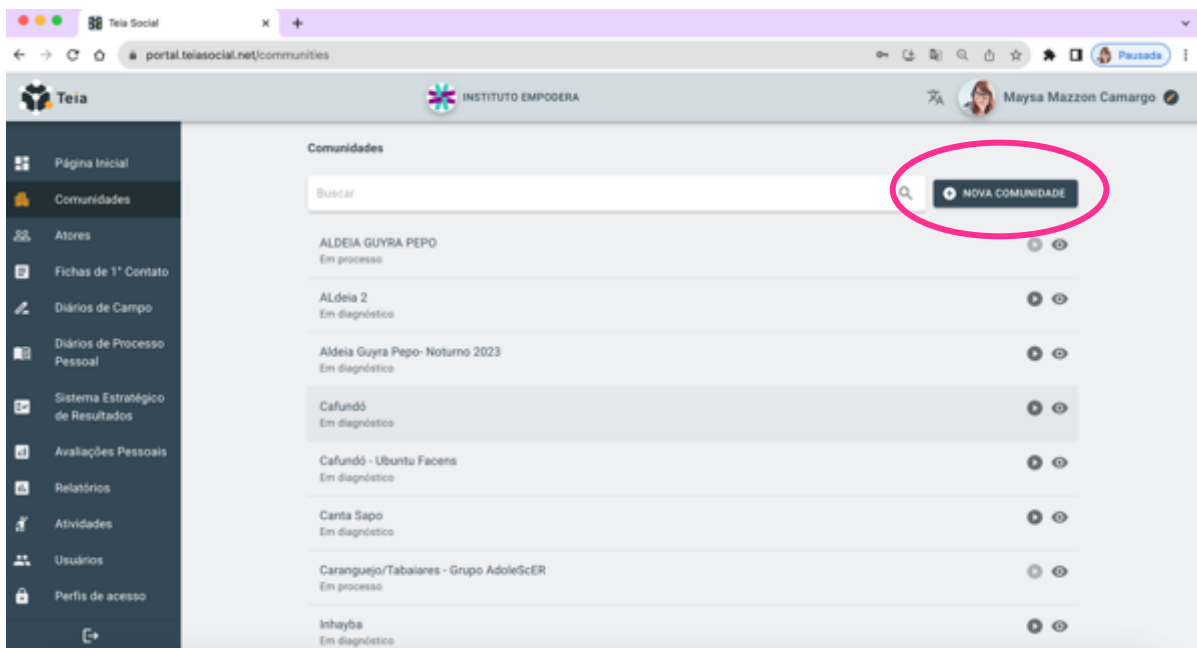 Teia Social
portal.teiasocial.net/communities
Pausada
Teia
INSTITUTO EMPODERA
Maysa Mazzon Camargo
Página Inicial
Comunidades
Atores
Fichas de 1° Contato
Diários de Campo
Diários de Processo
Pessoal
Sistema Estratégico
de Resultados
Avaliações Pessoais
Relatórios
Atividades
Usuários
Perfis de acesso
Comunidades
Buscar
NOVA COMUNIDADE
ALDEIA GUYRA PEPO
Em processo
ALdeia 2
Em diagnóstico
Aldeia Guyra Pepo- Noturno 2023
Em diagnóstico
Cafundó
Em diagnóstico
Cafundó - Ubuntu Facens
Em diagnóstico
Canta Sapo
Em diagnóstico
Caranguejo/Tabaiares - Grupo AdoleScER
Em processo
Inhayba
Em diagnóstico